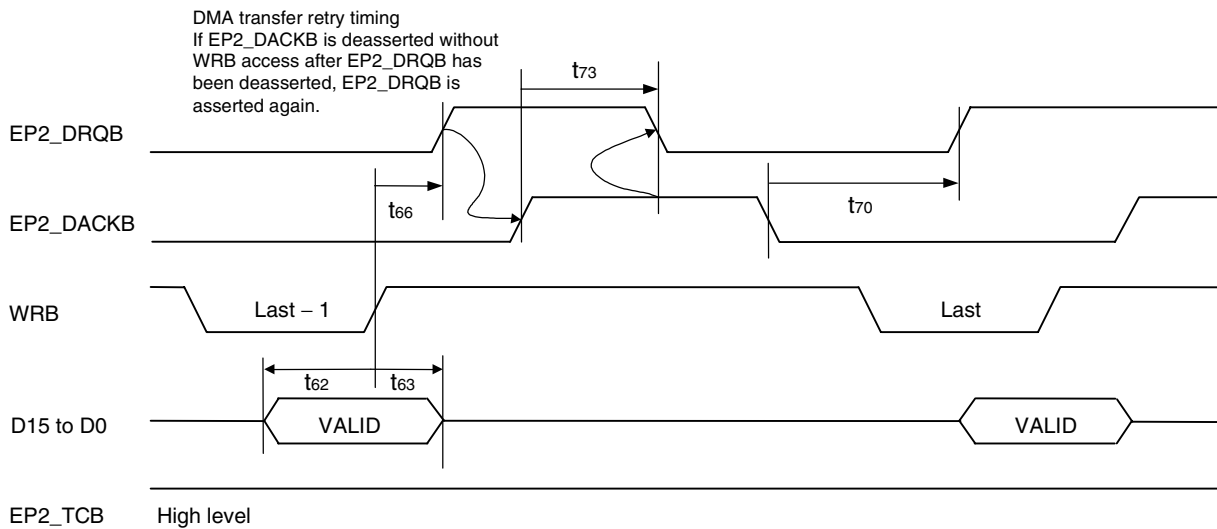 DMA transfer retry timing
If EP2_DACKB is deasserted without
WRB access after EP2_DRQB has
been deasserted, EP2_DRQB is
asserted again.
t73
EP2_DRQB
t66
t70
EP2_DACKB
WRB
Last – 1
Last
t62
t63
D15 to D0
VALID
VALID
EP2_TCB
High level